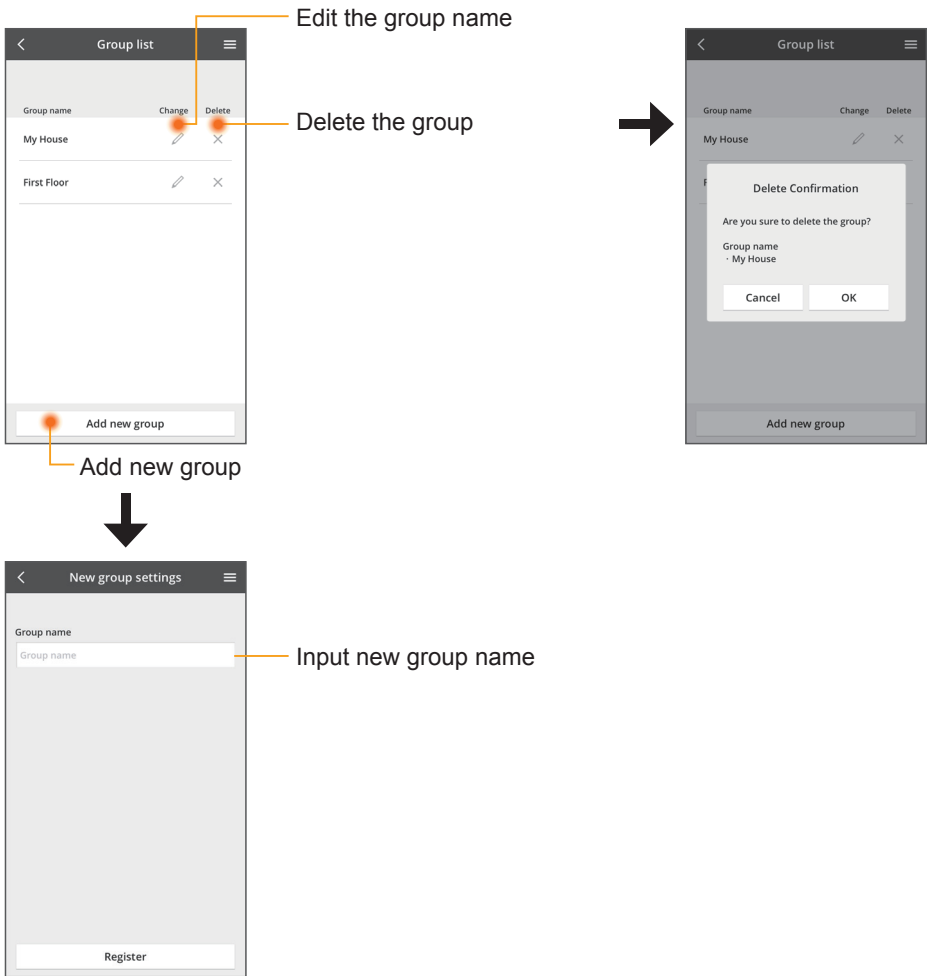 Edit the group name
Group list
Group name Change Delete
Delete the group
My House
First Floor
Add new group
Add new group
Group list
Group name Change Delete
My House
F
Delete Confirmation
Are you sure to delete the group?
Group name
· My House
Cancel OK
Add new group
New group settings
Group name
Group name
Input new group name
Register